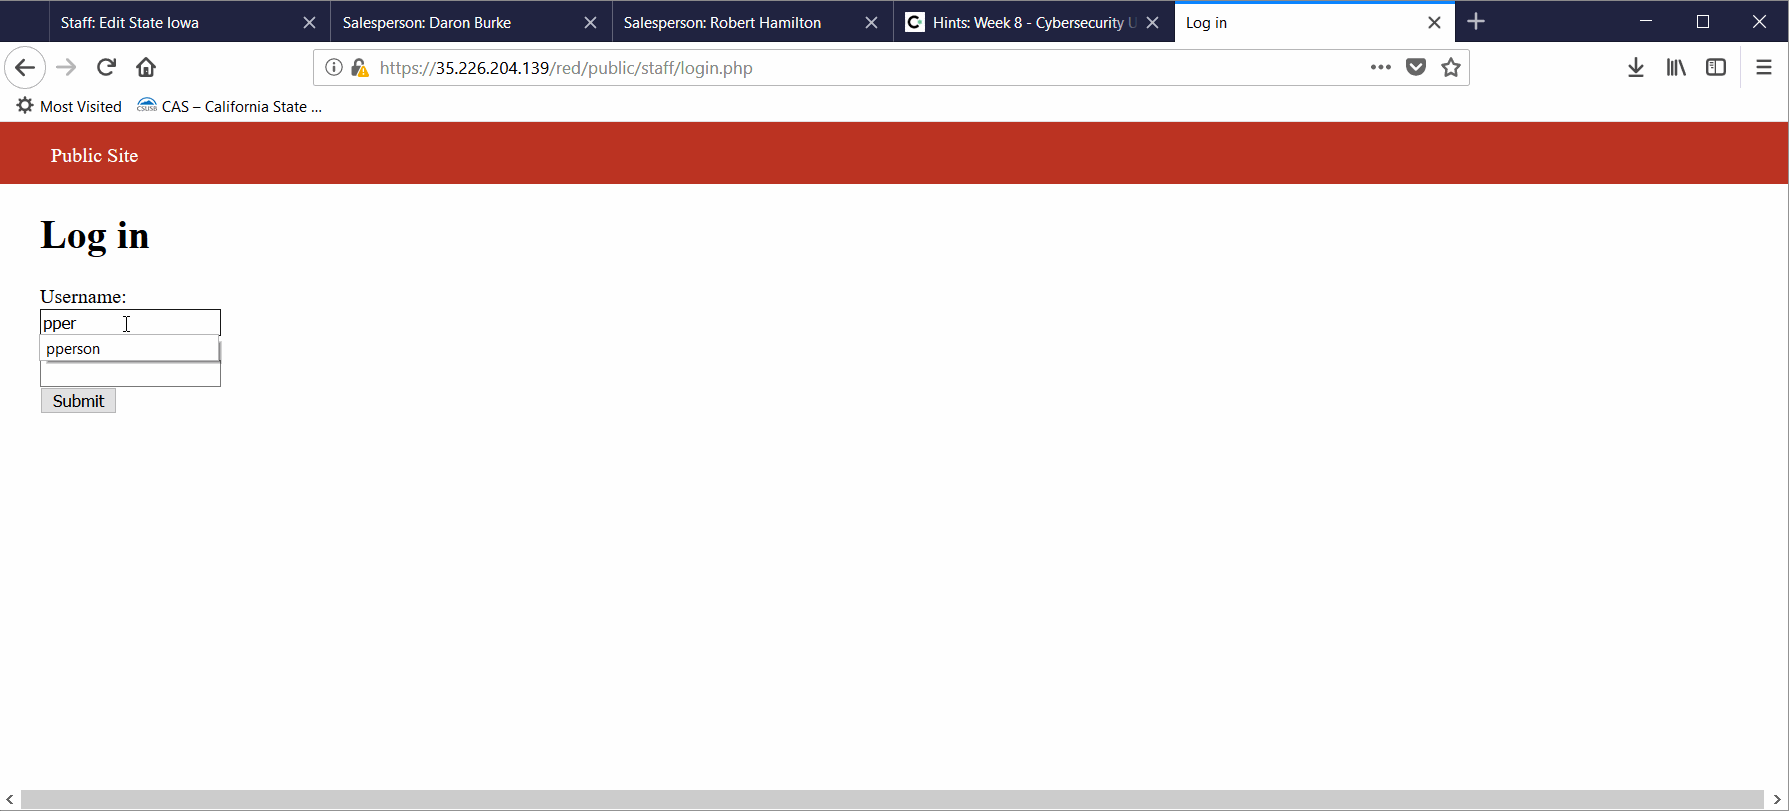 Staff: Edit State Iowa
Salesperson: Daron Burke
Salesperson: Robert Hamilton
Hints: Week 8 - Cybersecurity U
Log in
https://35.226.204.139/red/public/staff/login.php
Most Visited
CSUSB
CAS – California State ...
Public Site
Log in
Username:
pper
pperson
Submit